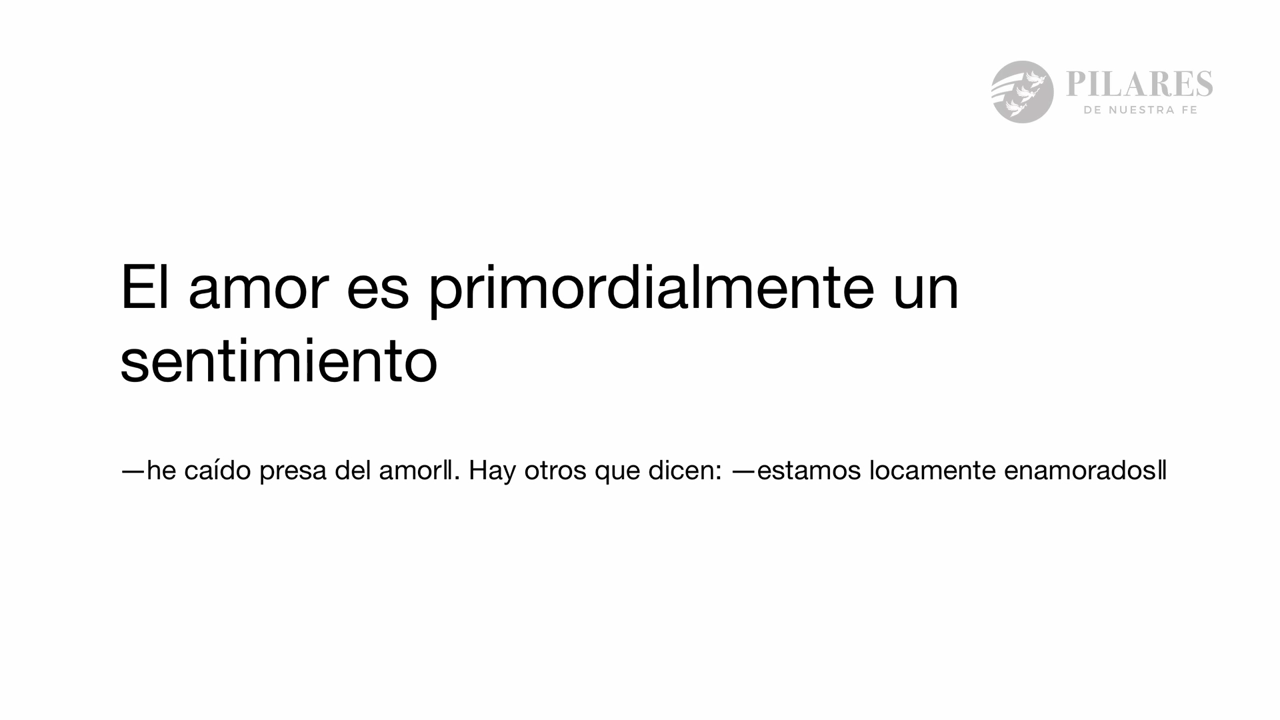 PILARES
DE NUESTRA FE
El amor es primordialmente un
sentimiento
―he caído presa del amor‖. Hay otros que dicen: ―estamos locamente enamorados‖